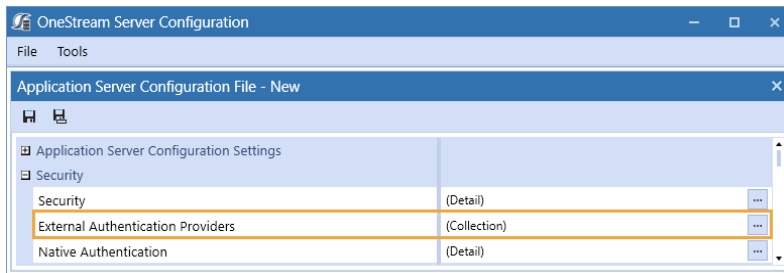 OneStream Server Configuration
File Tools
Application Server Configuration File - New
Application Server Configuration Settings
Security
Security (Detail) ...
External Authentication Providers (Collection) ...
Native Authentication (Detail) ...